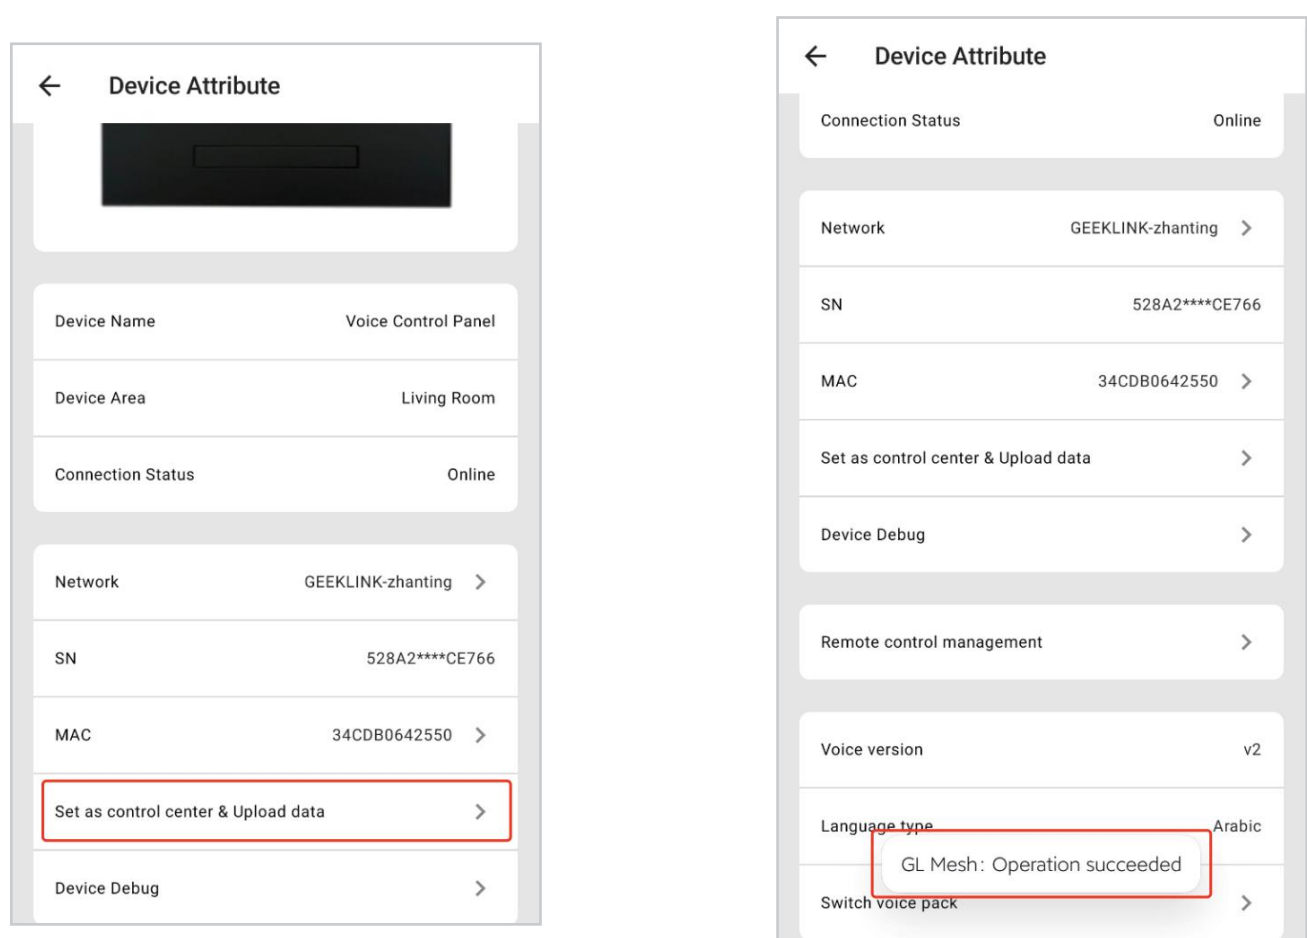 Device Attribute
Device Name Voice Control Panel
Device Area Living Room
Connection Status Online
Network GEEKLINK-zhanting
SN 528A2****CE766
MAC 34CDB0642550
Set as control center & Upload data
Device Debug
Device Attribute
Connection Status Online
Network GEEKLINK-zhanting
SN 528A2****CE766
MAC 34CDB0642550
Set as control center & Upload data
Device Debug
Remote control management
Voice version v2
Language type Arabic
GL Mesh: Operation succeeded
Switch voice pack